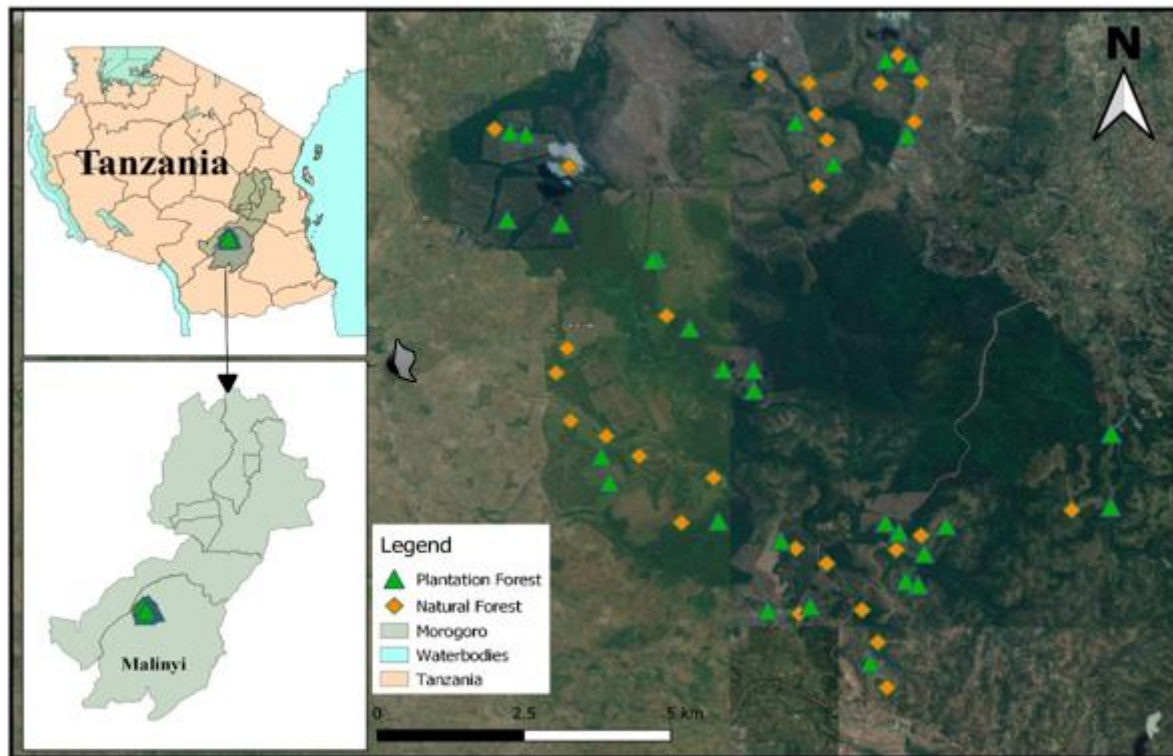 Tanzania
Malinyi
N
Legend
Plantation Forest
Natural Forest
Morogoro
Waterbodies
Tanzania
0 2.5 5 km